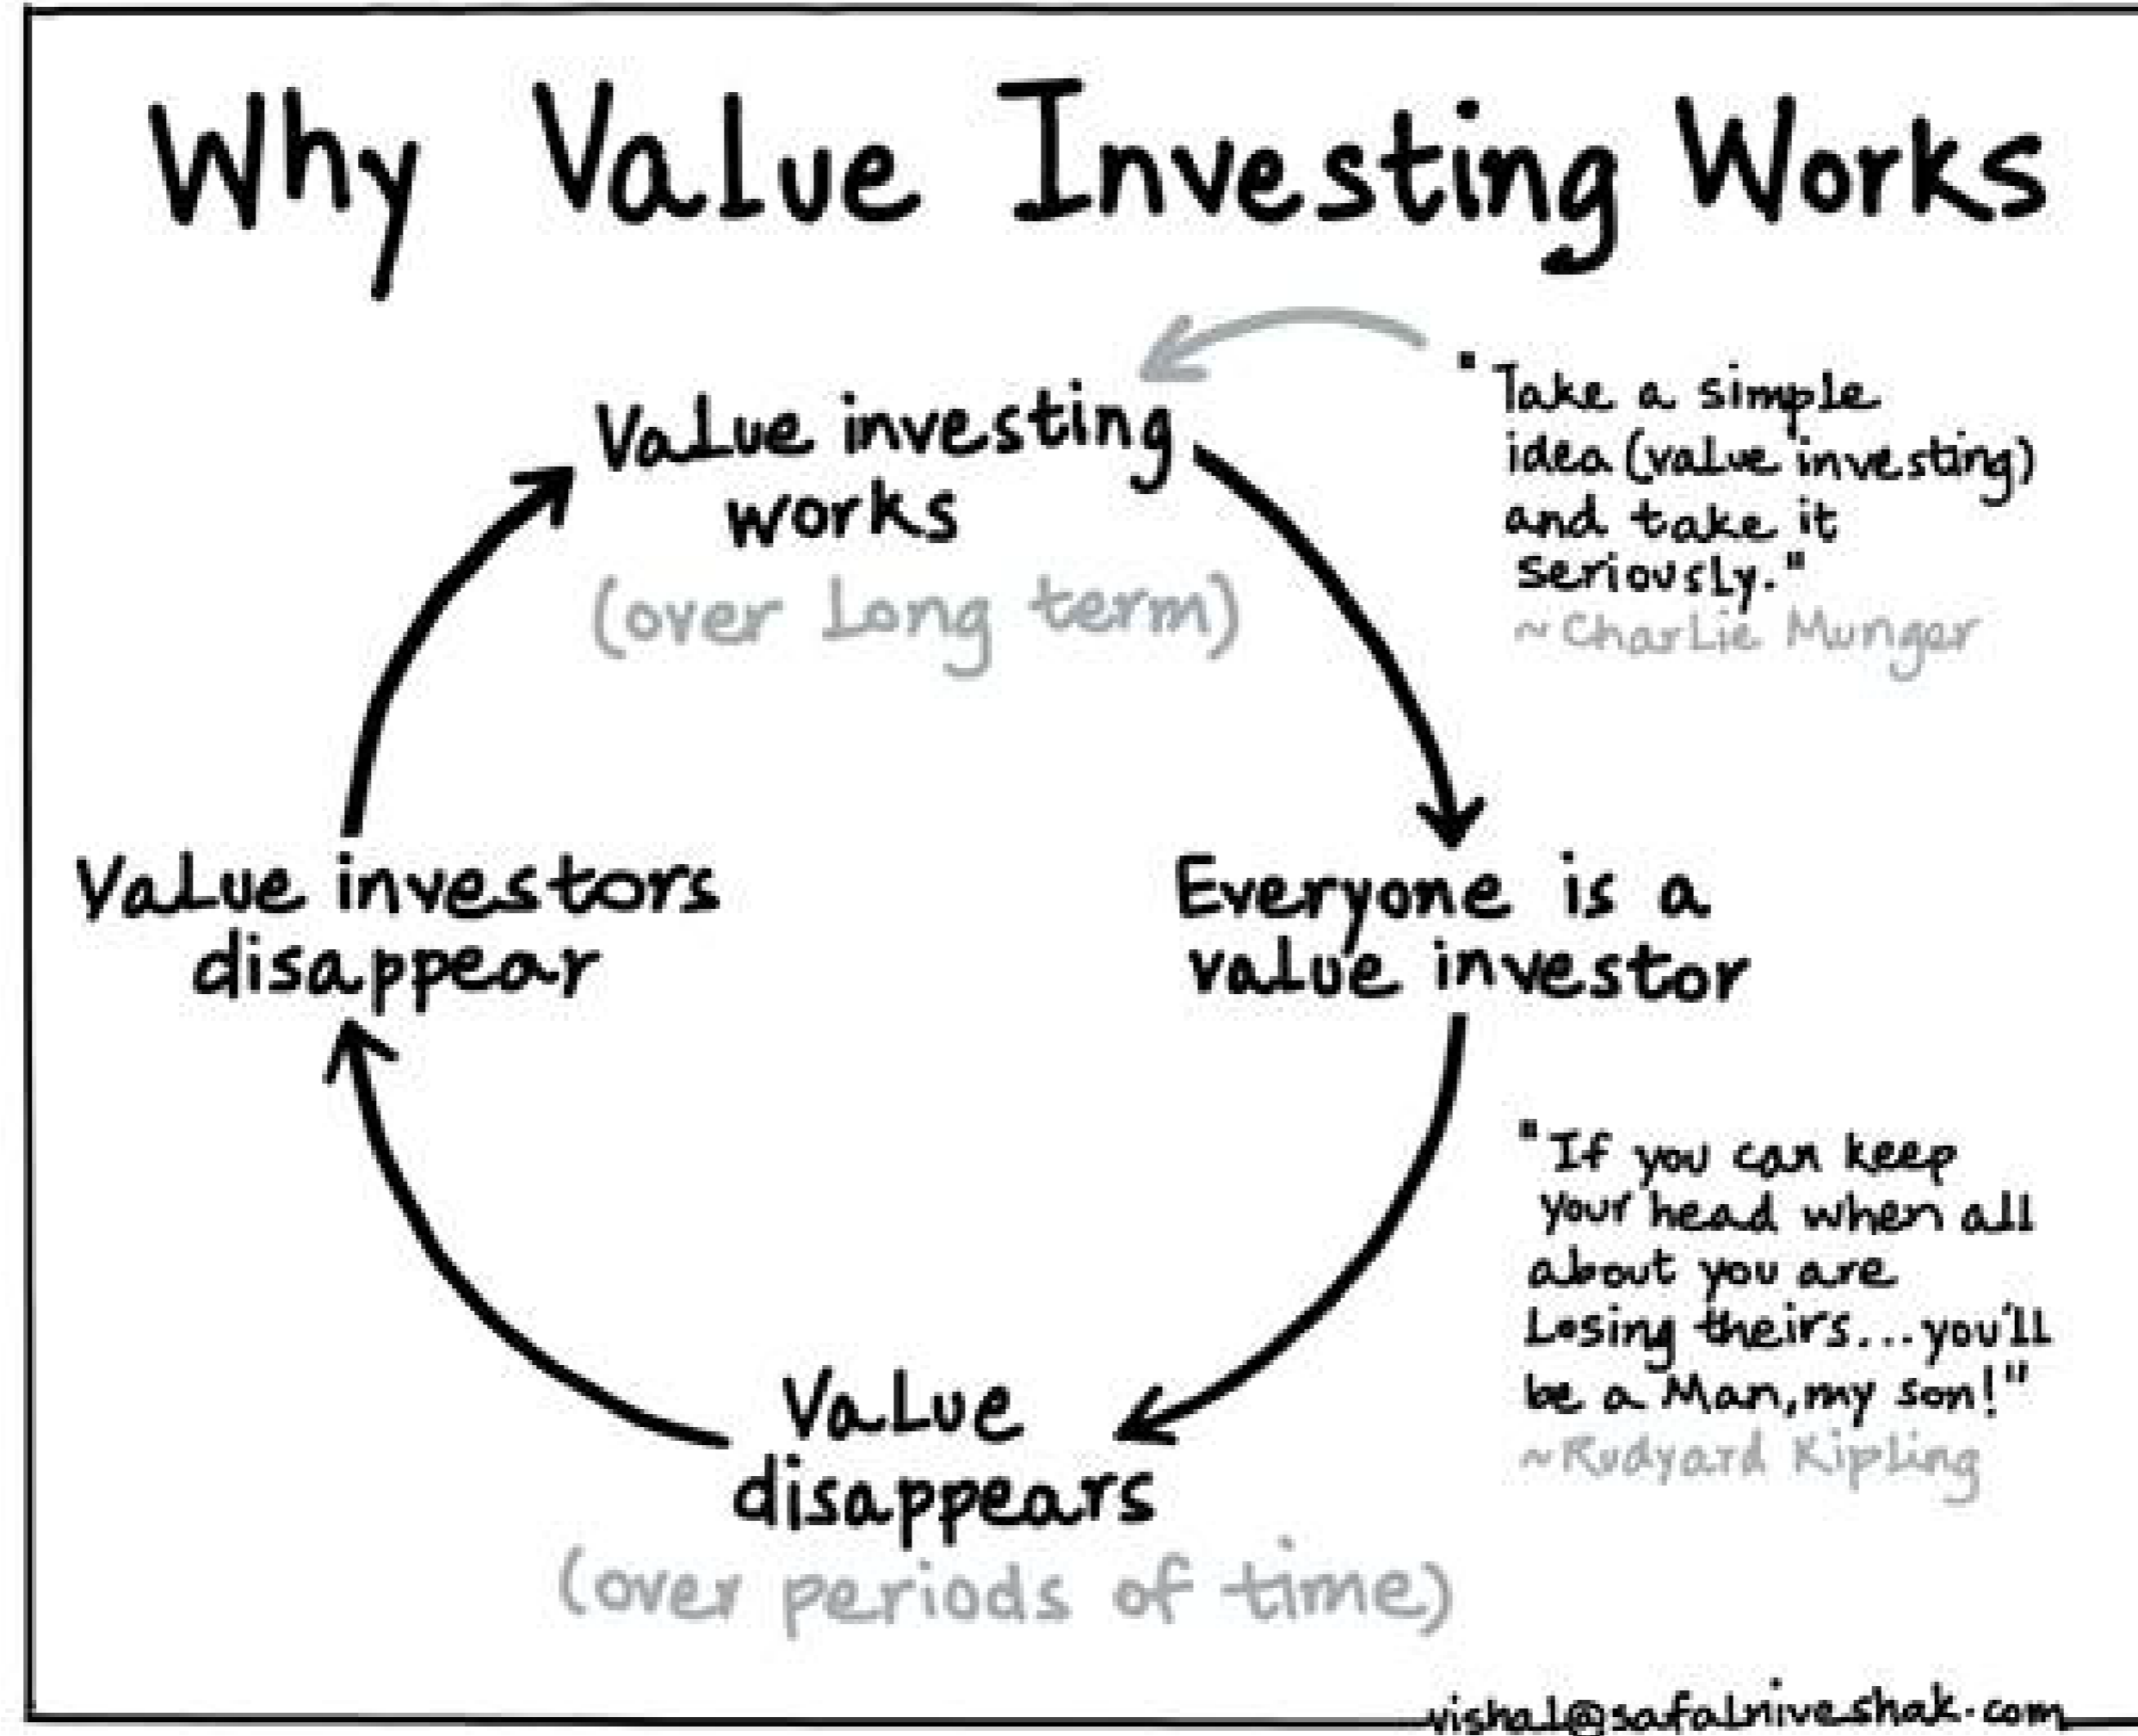 Why Value Investing Works
Value investing
works
(over Long term)
"Take a simple
idea (value investing)
and take it
seriously."
~Charlie Munger
Everyone is a
value investor
"If you can keep
your head when all
about you are
Losing theirs...you'll
be a Man, my son!"
~Rudyard Kipling
Value
disappears
(over periods of time)
Value investors
disappear
vishal@safalniveshak.com